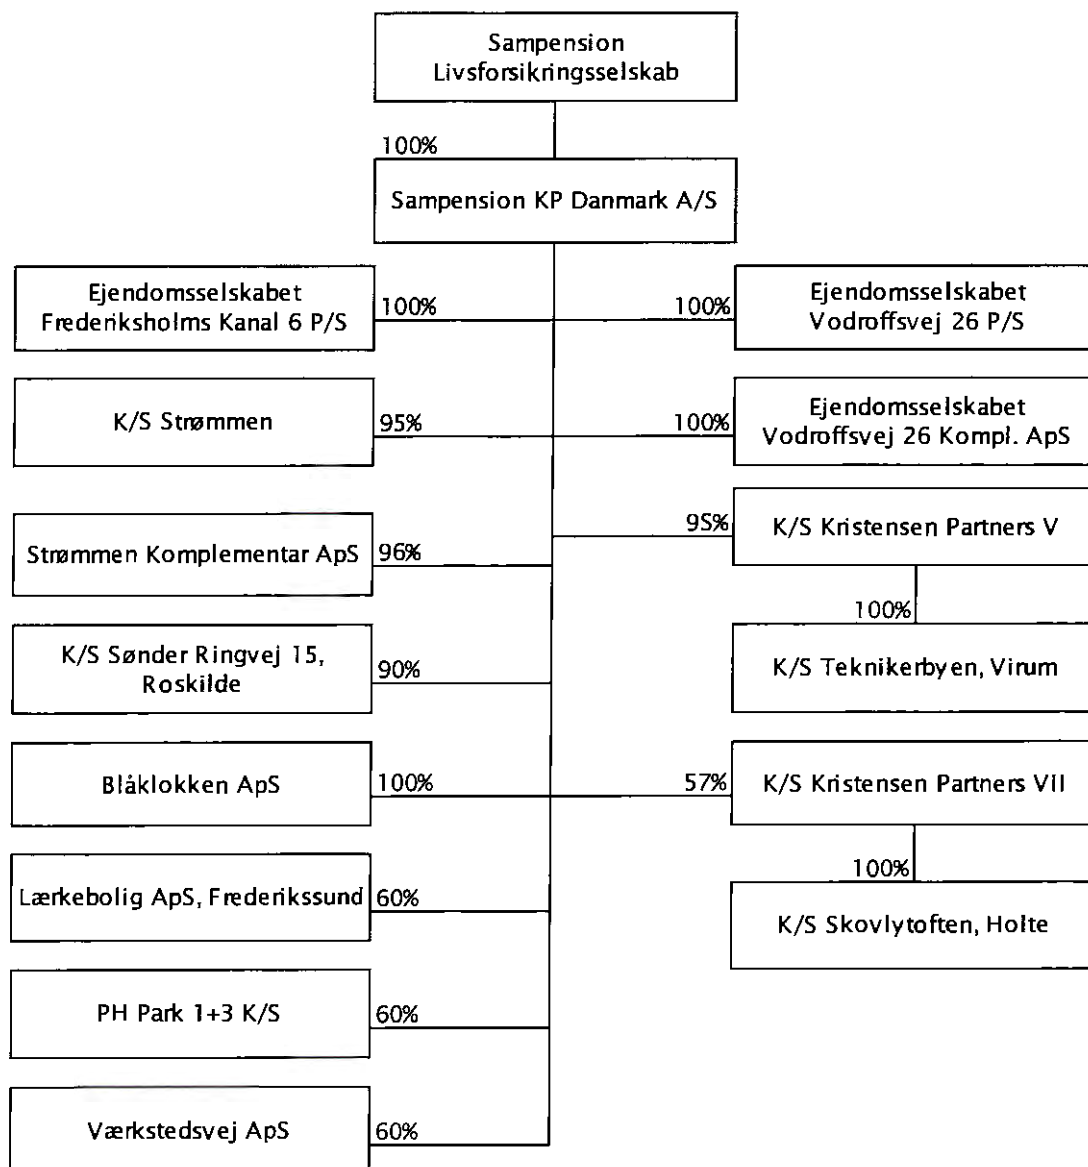 Sampension
Livsforsikringsselskab
100%
Sampension KP Danmark A/S
Ejendomsselskabet
Frederiksholms Kanal 6 P/S
100%
100%
Ejendomsselskabet
Vodroffsvej 26 P/S
K/S Strømmen
95%
100%
Ejendomsselskabet
Vodroffsvej 26 Kompl. ApS
95%
K/S Kristensen Partners V
Strømmen Komplementar ApS
96%
100%
K/S Sønder Ringvej 15,
Roskilde
90%
K/S Teknikerbyen, Virum
Blåklokken ApS
100%
57%
K/S Kristensen Partners VII
Lærkebolig ApS, Frederikssund
60%
100%
K/S Skovlytoften, Holte
PH Park 1+3 K/S
60%
Værkstedsvej ApS
60%